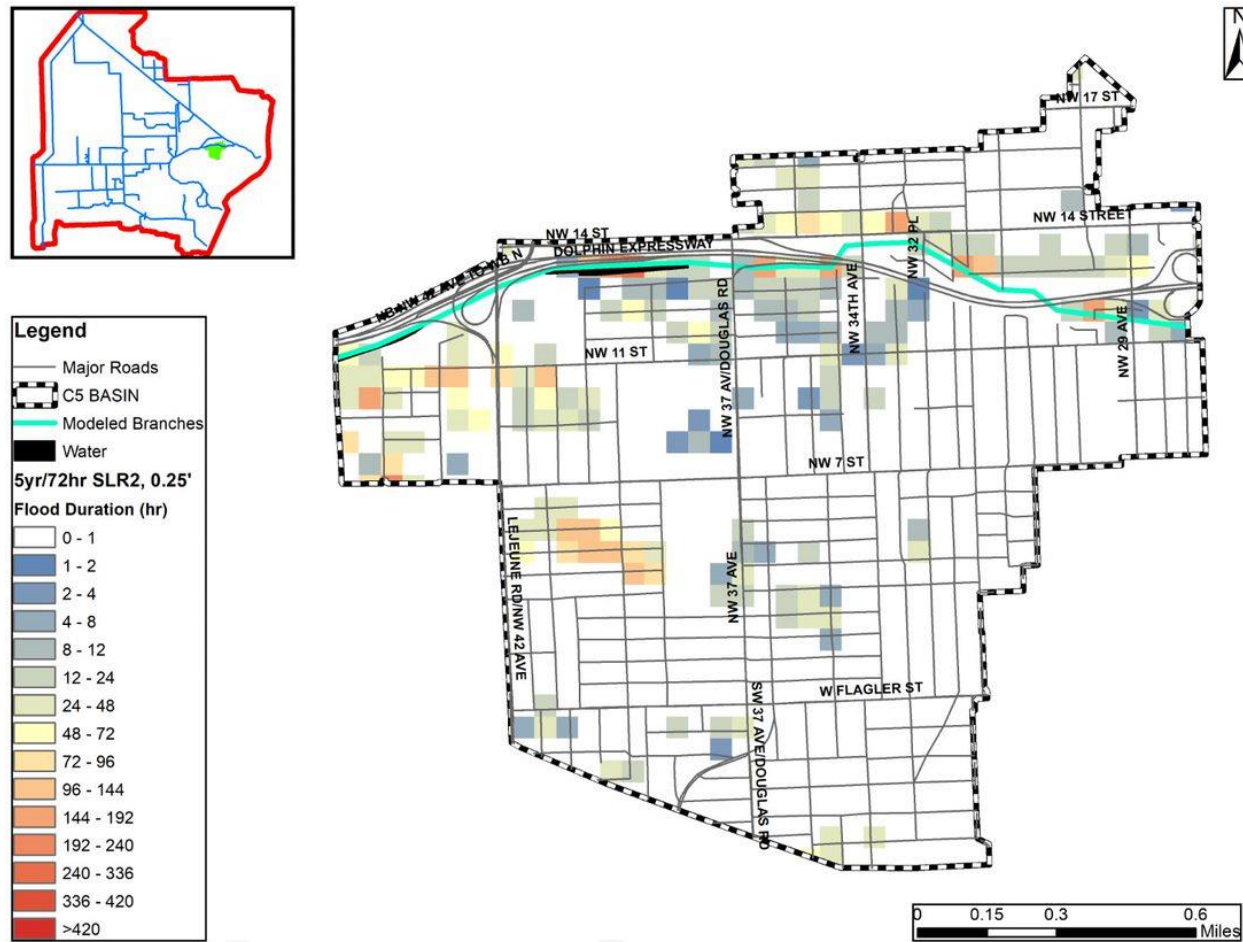 N
NW 17 ST
NW 14 STREET
NW 14 ST
DOLPHIN EXPRESSWAY
NW 32 PL
NW 37 AV/DOUGLAS RD
NW 34TH AVE
NW 29 AVE
NW 11 ST
NW 7 ST
LEJEUNE RD/NW 42 AVE
NW 37 AVE
W FLAGLER ST
SW 37 AVE/DOUGLAS RD
Legend
Major Roads
C5 BASIN
Modeled Branches
Water
5yr/72hr SLR2, 0.25'
Flood Duration (hr)
0 - 1
1 - 2
2 - 4
4 - 8
8 - 12
12 - 24
24 - 48
48 - 72
72 - 96
96 - 144
144 - 192
192 - 240
240 - 336
336 - 420
>420
0 0.15 0.3 0.6
Miles